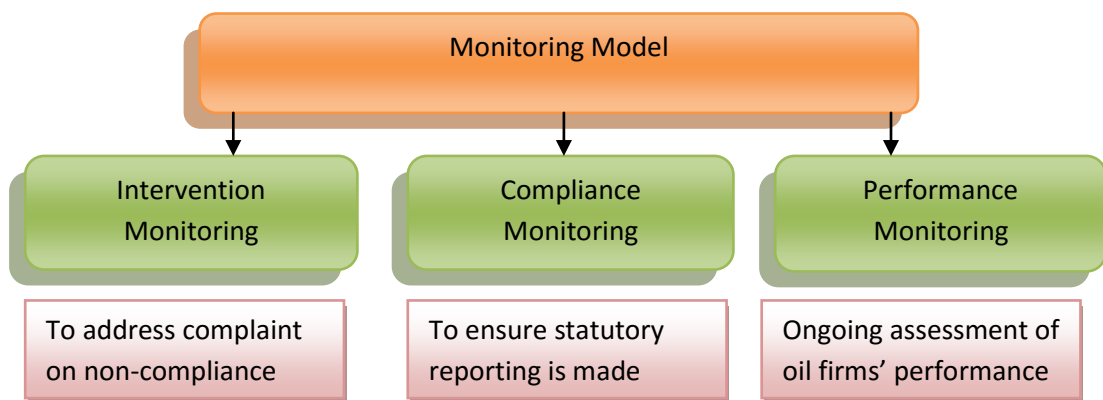 Monitoring Model
Intervention
Monitoring
Compliance
Monitoring
Performance
Monitoring
To address complaint
on non-compliance
To ensure statutory
reporting is made
Ongoing assessment of
oil firms’ performance